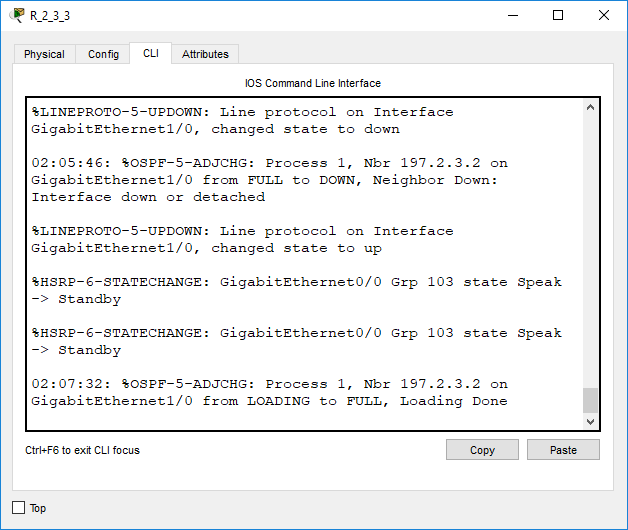 R_2_3_3
Physical Config CLI Attributes
IOS Command Line Interface
%LINEPROTO-5-UPDOWN: Line protocol on Interface
GigabitEthernet1/0, changed state to down
02:05:46: %OSPF-5-ADJCHG: Process 1, Nbr 197.2.3.2 on
GigabitEthernet1/0 from FULL to DOWN, Neighbor Down:
Interface down or detached
%LINEPROTO-5-UPDOWN: Line protocol on Interface
GigabitEthernet1/0, changed state to up
%HSRP-6-STATECHANGE: GigabitEthernet0/0 Grp 103 state Speak
-> Standby
%HSRP-6-STATECHANGE: GigabitEthernet0/0 Grp 103 state Speak
-> Standby
02:07:32: %OSPF-5-ADJCHG: Process 1, Nbr 197.2.3.2 on
GigabitEthernet1/0 from LOADING to FULL, Loading Done
Ctrl+F6 to exit CLI focus Copy Paste
Top